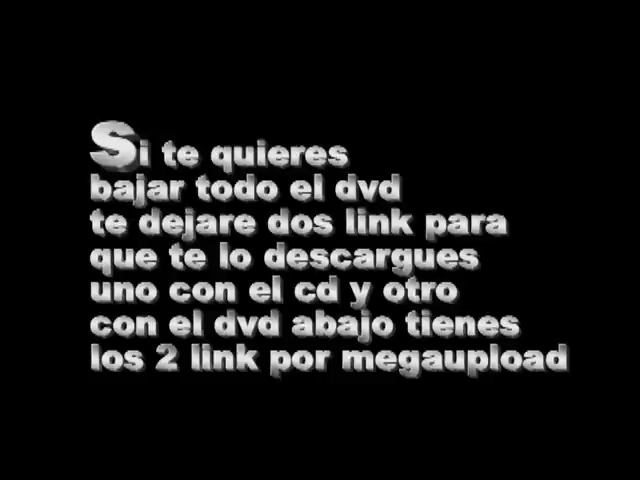 Si te quieres
bajar todo el dvd
te dejare dos link para
que te lo descargues
uno con el cd y otro
con el dvd abajo tienes
los 2 link por megaupload